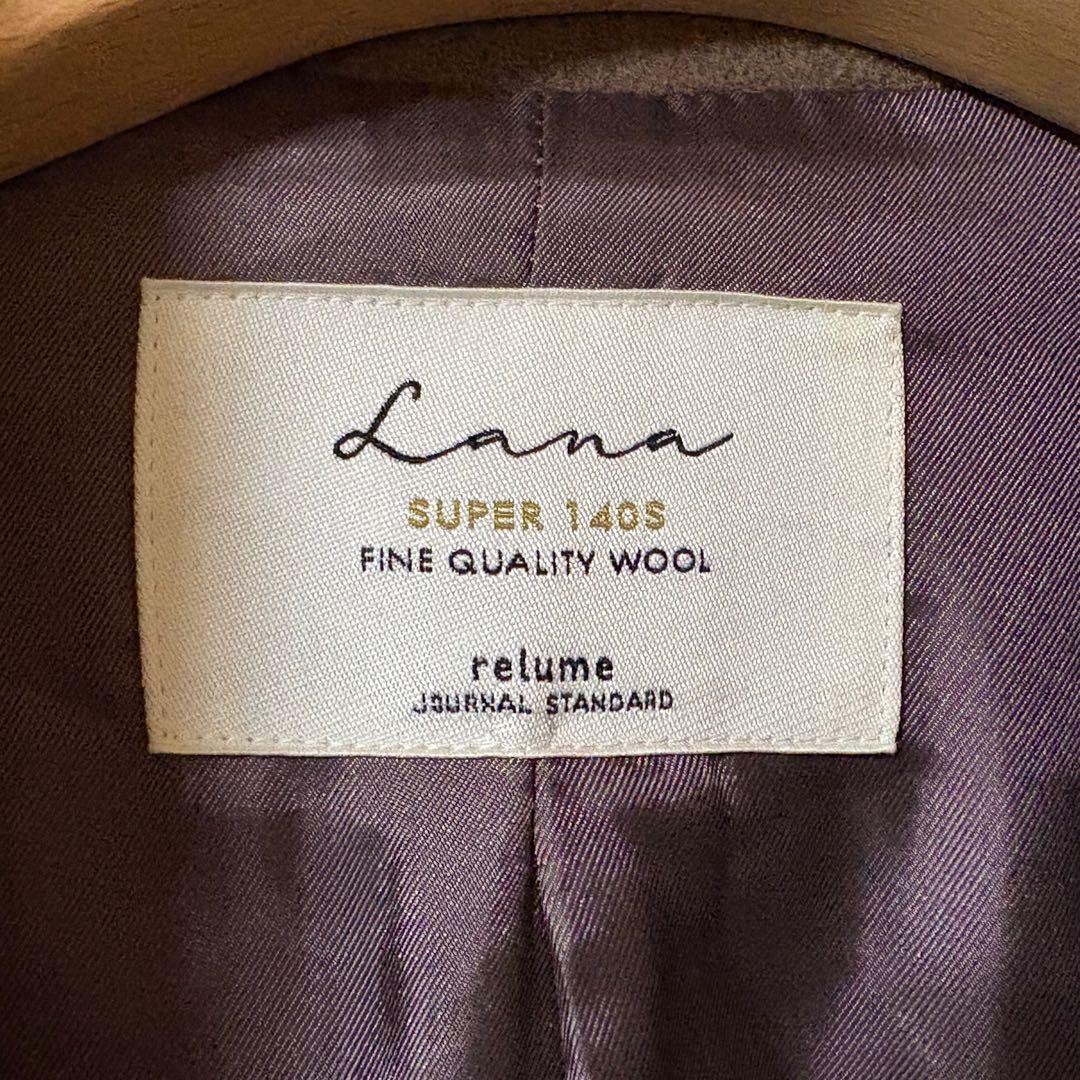 Lana
SUPER 140S
FINE QUALITY WOOL
relume
JOURNAL STANDARD